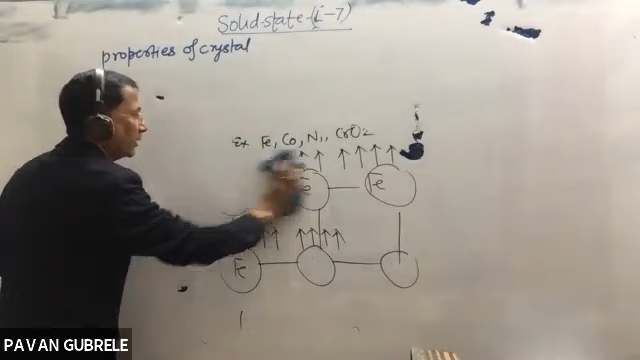 Solid state (L-7)
properties of crystal
Ex Fe, Co, Ni, CrO2
Fe
Fe
PAVAN GUBRELE